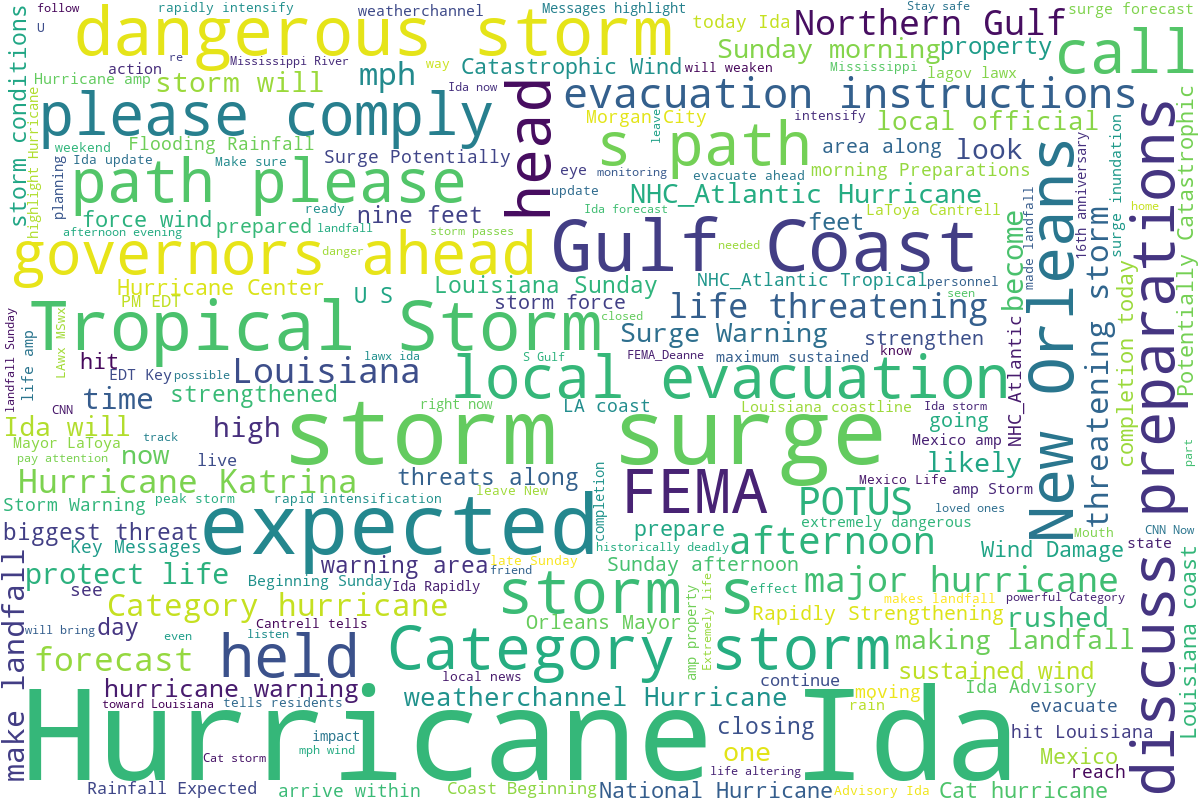 follow
rapidly intensify
weatherchannel
Messages highlight
today Ida
Northern Gulf
Stay safe
surge forecast
U
dangerous storm
re
Mississippi River
action
way
Sunday morning
property
call
Hurricane amp
storm will
mph
Catastrophic Wind
will weaken
Mississippi
lagov lawx
Ida now
head
evacuation instructions
storm conditions
highlight Hurricane
please comply
Morgan City
intensify
local official
leave
s path
area along
look
weekend
Flooding Rainfall
Surge Potentially
Ida update
Make sure
path please
eye
monitoring
evacuate ahead
morning Preparations
planning
update
NHC_Atlantic Hurricane
16th anniversary
surge inundation
force wind
prepared
ready
landfall
nine feet
Ida forecast
feet
LaToya Cantrell
home
afternoon evening
storm passes
governors ahead
danger
Gulf Coast
needed
become
made landfall
New Orleans
threatening storm
preparations
Potentially Catastrophic
Hurricane Center
U S
Louisiana Sunday
NHC_Atlantic Tropical
personnel
seen
PM EDT
storm force
life threatening
completion today
Tropical Storm
closed
Surge Warning
strengthen
LAwx MSwx
landfall Sunday
life amp
hit
lawx ida
S Gulf
FEMA_Deanne
maximum sustained
know
NHC_Atlantic
EDT Key
possible
Louisiana
local evacuation
time
strengthened
CNN
right now
LA coast
Louisiana coastline
Ida storm
going
Ida will
high
storm surge
Mexico amp
Mayor LaToya
track
now
live
pay attention
likely
part
Hurricane Katrina
threats along
FEMA
Mexico Life
amp Storm
Storm Warning
peak storm
rapid intensification
leave New
POTUS
loved ones
completion
biggest threat
expected
prepare
extremely dangerous
Mouth
CNN Now
Key Messages
historically deadly
afternoon
Wind Damage
state
protect life
warning area
late Sunday
Sunday afternoon
see
Beginning Sunday
Ida Rapidly
friend
storm s
effect
major hurricane
make landfall
Category hurricane
makes landfall
powerful Category
Orleans Mayor
amp property
Extremely life
Rapidly Strengthening
rushed
discuss
Louisiana coast
will bring
day
even
Cantrell tells
listen
held
Category storm
making landfall
forecast
local news
continue
sustained wind
hurricane warning
weatherchannel Hurricane
moving
Ida Advisory
toward Louisiana
tells residents
rain
evacuate
Hurricane Ida
impact
closing
hit Louisiana
mph wind
Cat storm
one
Mexico
life altering
reach
Rainfall Expected
arrive within
Coast Beginning
National Hurricane
Advisory Ida
Cat hurricane